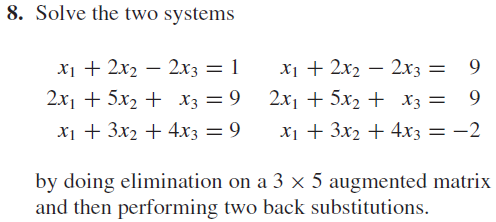 8. Solve the two systems
x₁ + 2x₂ − 2x₃ = 1    x₁ + 2x₂ − 2x₃ = 9
2x₁ + 5x₂ + x₃ = 9    2x₁ + 5x₂ + x₃ = 9
x₁ + 3x₂ + 4x₃ = 9    x₁ + 3x₂ + 4x₃ = −2
by doing elimination on a 3 × 5 augmented matrix
and then performing two back substitutions.